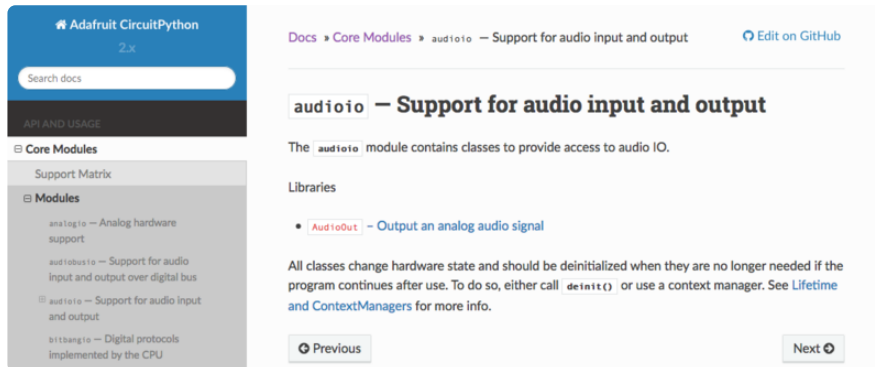 Adafruit CircuitPython
2.x
Search docs
API AND USAGE
Core Modules
Support Matrix
Modules
analogio — Analog hardware
support
audiobusio — Support for audio
input and output over digital bus
audioio — Support for audio input
and output
bitbangio — Digital protocols
implemented by the CPU
Docs » Core Modules » audioio — Support for audio input and output
Edit on GitHub
audioio — Support for audio input and output
The audioio module contains classes to provide access to audio IO.
Libraries
• AudioOut – Output an analog audio signal
All classes change hardware state and should be deinitialized when they are no longer needed if the
program continues after use. To do so, either call deinit() or use a context manager. See Lifetime
and ContextManagers for more info.
Previous
Next